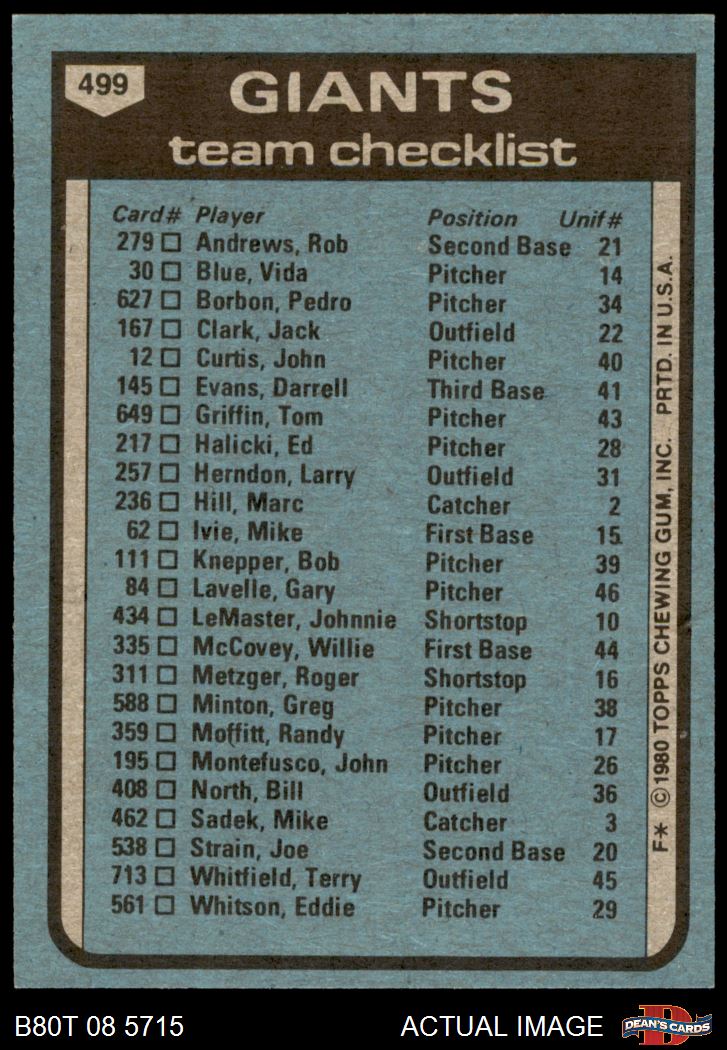 499
GIANTS
team checklist
Card# Player Position Unif#
279 Andrews, Rob Second Base 21
30 Blue, Vida Pitcher 14
627 Borbon, Pedro Pitcher 34
167 Clark, Jack Outfield 22
12 Curtis, John Pitcher 40
145 Evans, Darrell Third Base 41
649 Griffin, Tom Pitcher 43
217 Halicki, Ed Pitcher 28
257 Herndon, Larry Outfield 31
236 Hill, Marc Catcher 2
62 Ivie, Mike First Base 15
111 Knepper, Bob Pitcher 39
84 Lavelle, Gary Pitcher 46
434 LeMaster, Johnnie Shortstop 10
335 McCovey, Willie First Base 44
311 Metzger, Roger Shortstop 16
588 Minton, Greg Pitcher 38
359 Moffitt, Randy Pitcher 17
195 Montefusco, John Pitcher 26
408 North, Bill Outfield 36
462 Sadek, Mike Catcher 3
538 Strain, Joe Second Base 20
713 Whitfield, Terry Outfield 45
561 Whitson, Eddie Pitcher 29
F* ©1980 TOPPS CHEWING GUM, INC. PRTD. IN U.S.A.
B80T 08 5715 ACTUAL IMAGE
D
DEAN'S CARDS